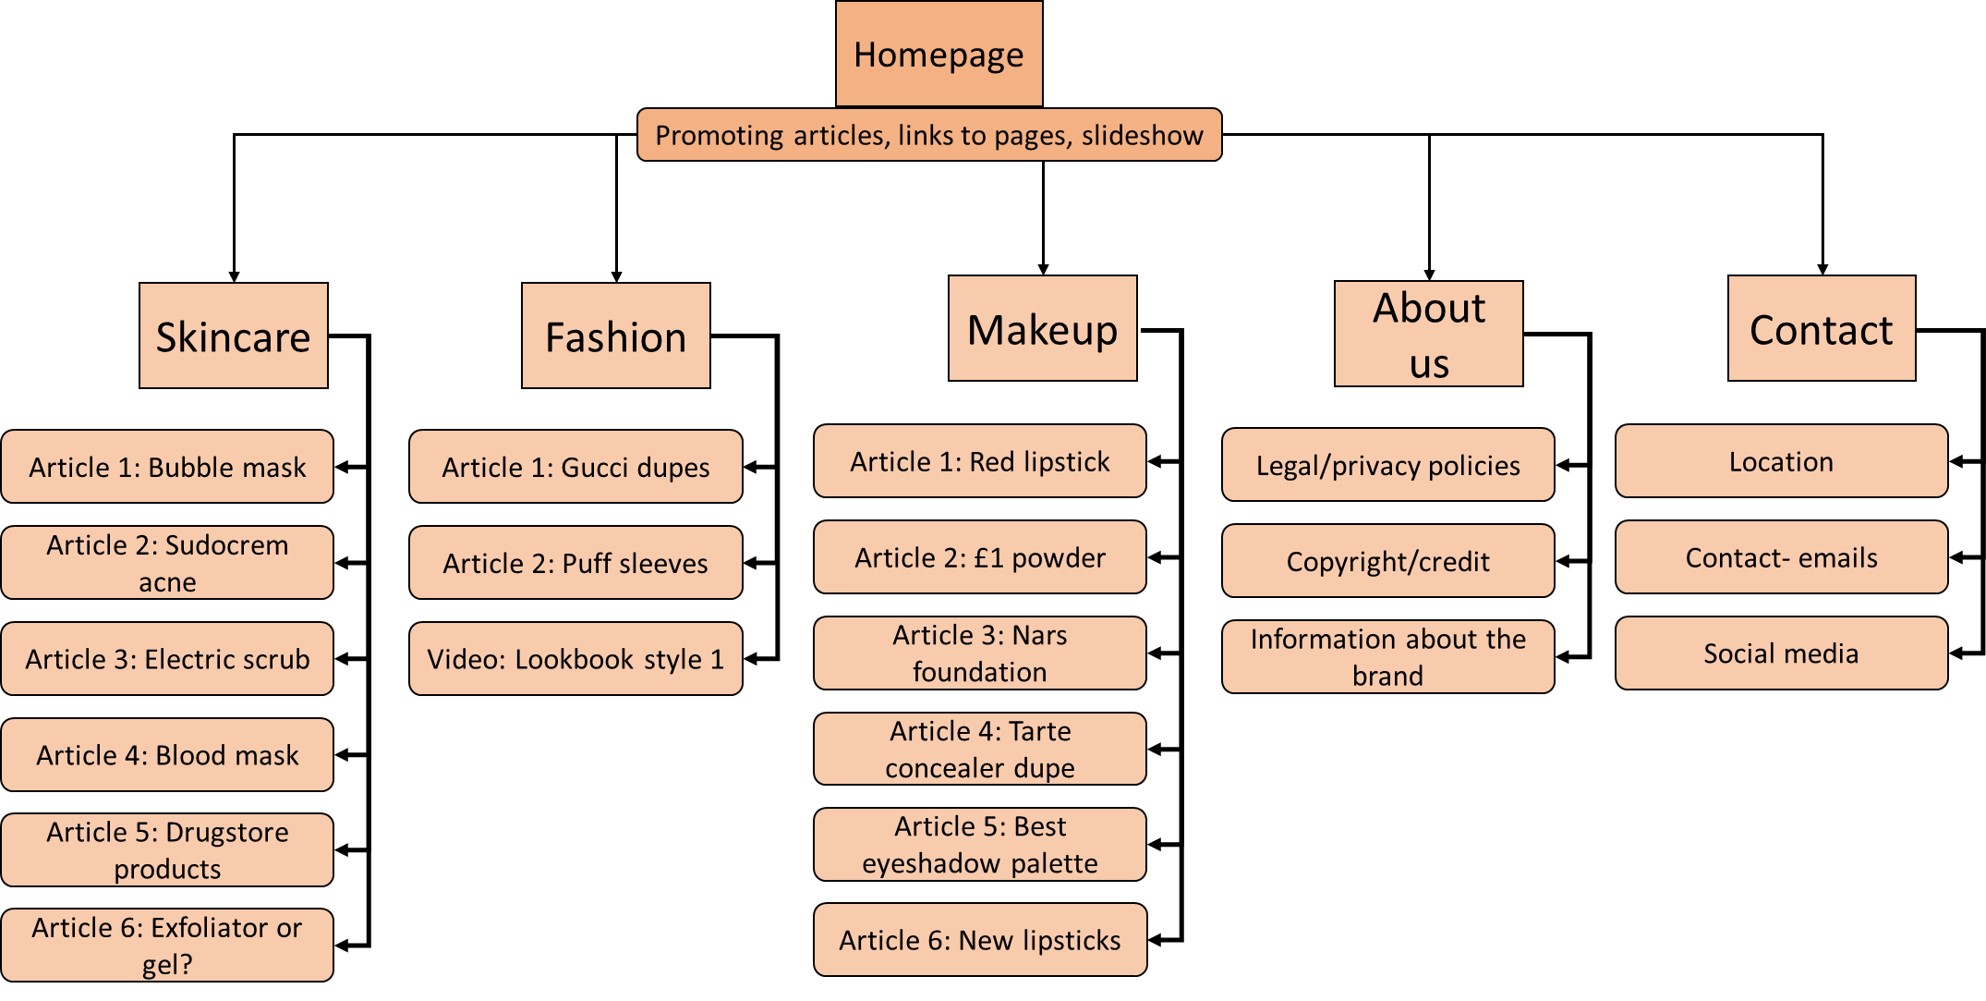 Homepage
Promoting articles, links to pages, slideshow
Skincare
Article 1: Bubble mask
Article 2: Sudocrem
acne
Article 3: Electric scrub
Article 4: Blood mask
Article 5: Drugstore
products
Article 6: Exfoliator or
gel?
Fashion
Article 1: Gucci dupes
Article 2: Puff sleeves
Video: Lookbook style 1
Makeup
Article 1: Red lipstick
Article 2: £1 powder
Article 3: Nars
foundation
Article 4: Tarte
concealer dupe
Article 5: Best
eyeshadow palette
Article 6: New lipsticks
About
us
Legal/privacy policies
Copyright/credit
Information about the
brand
Contact
Location
Contact- emails
Social media